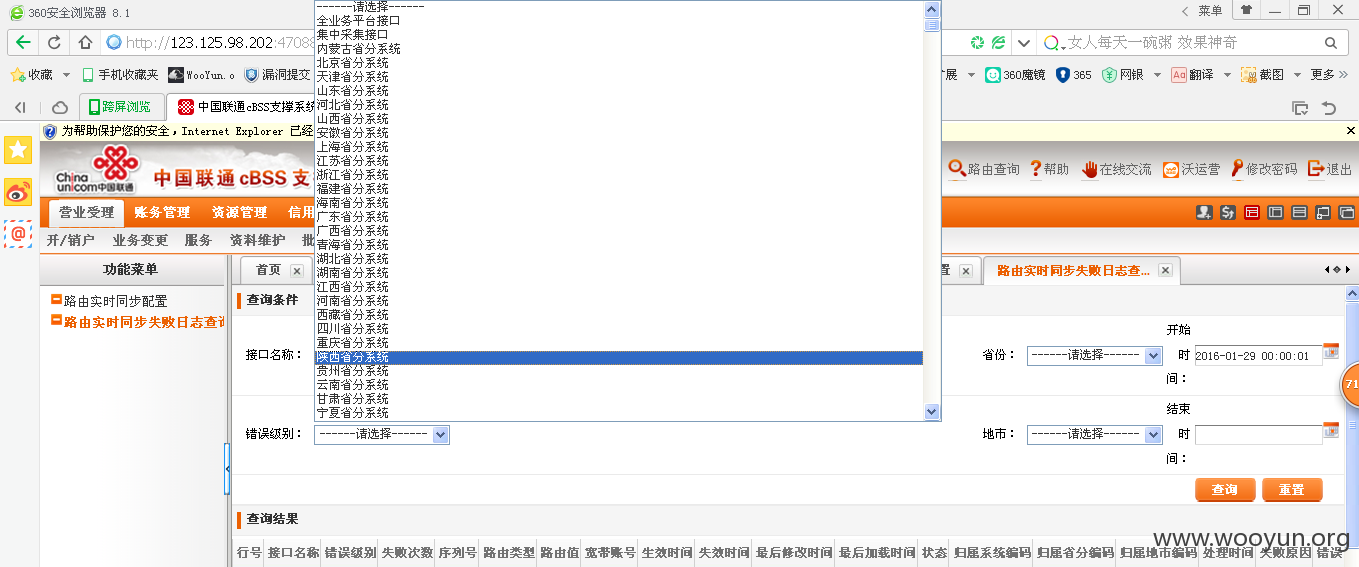 360安全浏览器 8.1
菜单
http://123.125.98.202:4708
女人每天一碗粥 效果神奇
收藏 手机收藏夹 WooYun.o 漏洞提交 扩展 360魔镜 365 网银 翻译 截图 更多 »
跨屏浏览 中国联通cBSS支撑系统
为帮助保护您的安全，Internet Explorer 已经
China unicom中国联通 中国联通 cBSS 支
路由查询 帮助 在线交流 沃运营 修改密码 退出
营业受理 账务管理 资源管理 信用
开/销户 业务变更 服务 资料维护 批
功能菜单
路由实时同步配置
路由实时同步失败日志查询
首页 置 路由实时同步失败日志查...
------请选择------
全业务平台接口
集中采集接口
内蒙古省分系统
北京省分系统
天津省分系统
山东省分系统
河北省分系统
山西省分系统
安徽省分系统
上海省分系统
江苏省分系统
浙江省分系统
福建省分系统
海南省分系统
广东省分系统
广西省分系统
青海省分系统
湖北省分系统
湖南省分系统
江西省分系统
河南省分系统
西藏省分系统
四川省分系统
重庆省分系统
陕西省分系统
贵州省分系统
云南省分系统
甘肃省分系统
宁夏省分系统
查询条件
接口名称： 省份： ------请选择------ 开始时间： 2016-01-29 00:00:01
错误级别： ------请选择------ 地市： ------请选择------ 结束时间：
71
查询 重置
查询结果
行号 接口名称 错误级别 失败次数 序列号 路由类型 路由值 宽带账号 生效时间 失效时间 最后修改时间 最后加载时间 状态 归属系统编码 归属省分编码 归属地市编码 处理时间 失败原因 错误
www.wooyun.org